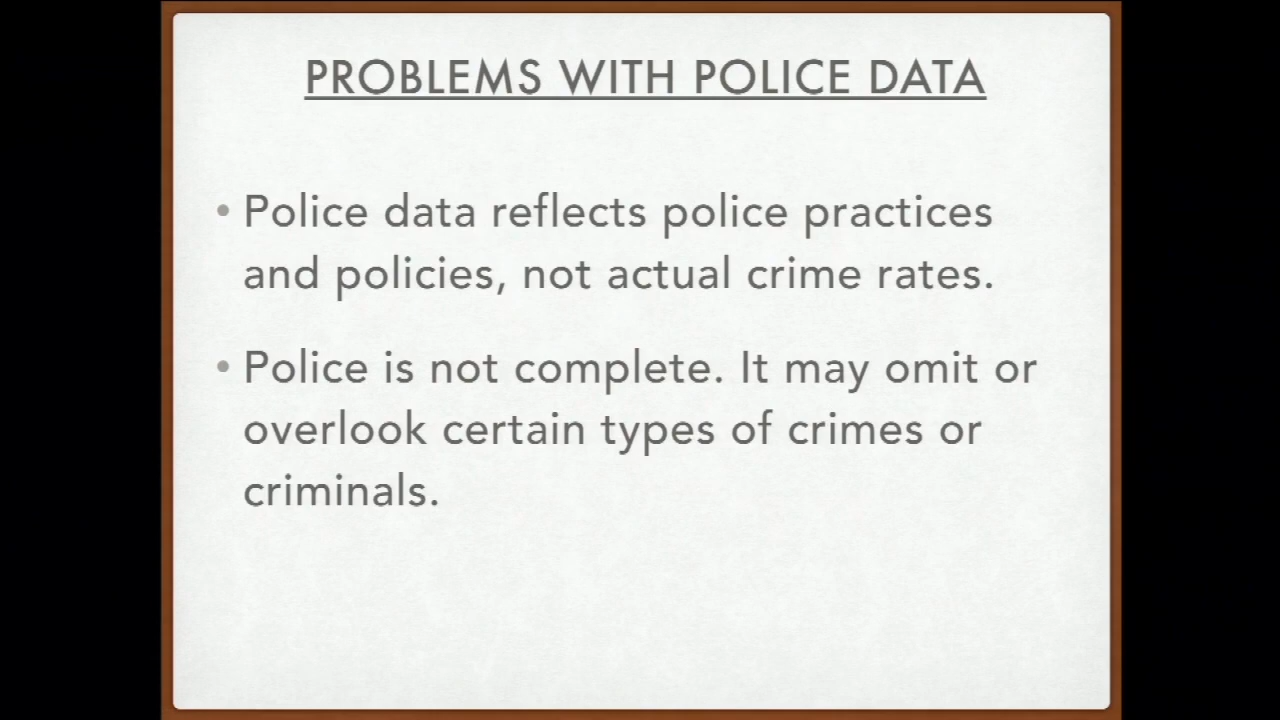 PROBLEMS WITH POLICE DATA
• Police data reflects police practices
and policies, not actual crime rates.
• Police is not complete. It may omit or
overlook certain types of crimes or
criminals.